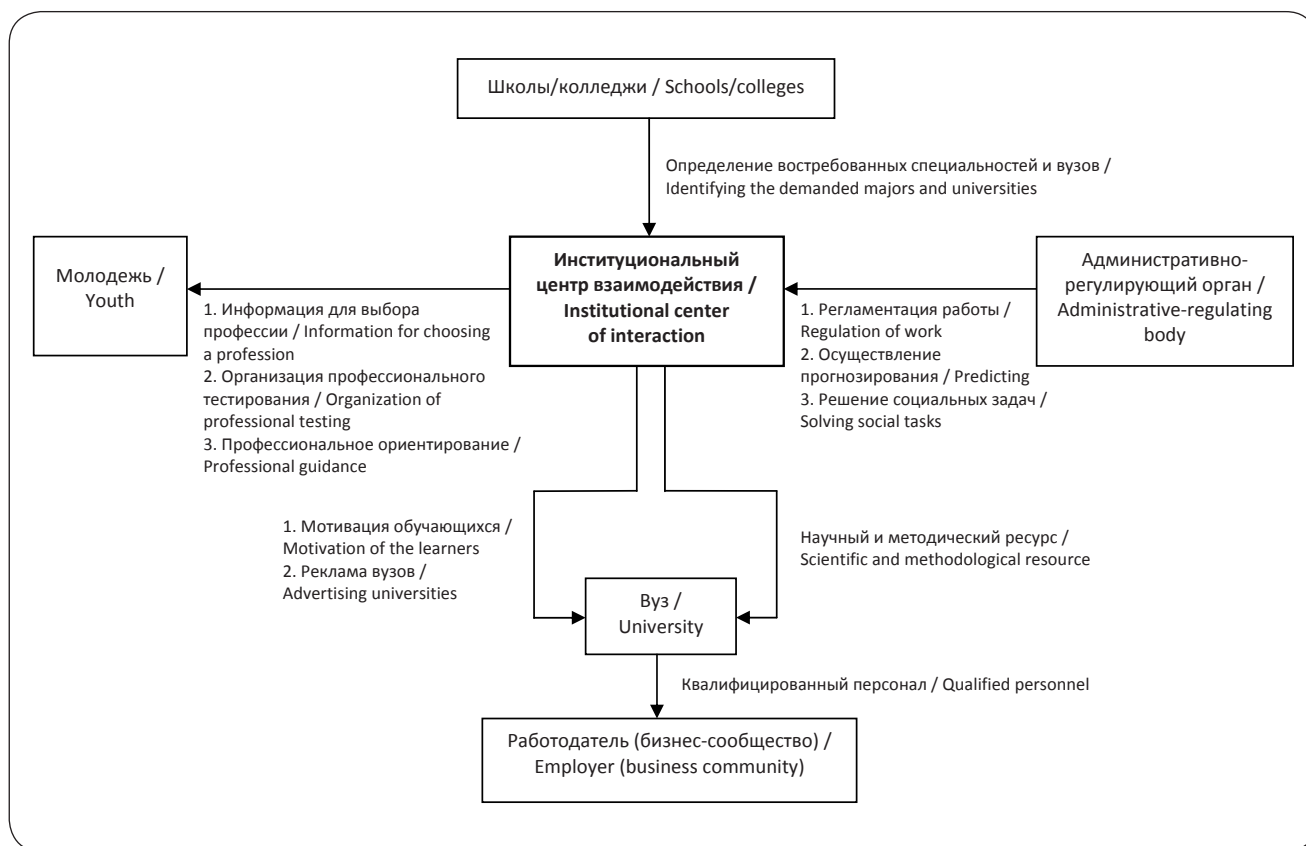 Школы/колледжи / Schools/colleges
Определение востребованных специальностей и вузов /
Identifying the demanded majors and universities
Молодежь /
Youth
Институциональный
центр взаимодействия /
Institutional center
of interaction
Административно-
регулирующий орган /
Administrative-regulating
body
1. Информация для выбора
профессии / Information for choosing
a profession
2. Организация профессионального
тестирования / Organization of
professional testing
3. Профессиональное ориентирование /
Professional guidance
1. Регламентация работы /
Regulation of work
2. Осуществление
прогнозирования / Predicting
3. Решение социальных задач /
Solving social tasks
1. Мотивация обучающихся /
Motivation of the learners
2. Реклама вузов /
Advertising universities
Научный и методический ресурс /
Scientific and methodological resource
Вуз /
University
Квалифицированный персонал / Qualified personnel
Работодатель (бизнес-сообщество) /
Employer (business community)